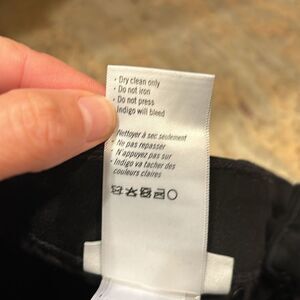 • Dry clean only
• Do not iron
• Do not press
Indigo will bleed
Nettoyer à sec seulement
• Ne pas repasser
• N'appuyez pas sur
• Indigo va tacher des
couleurs claires